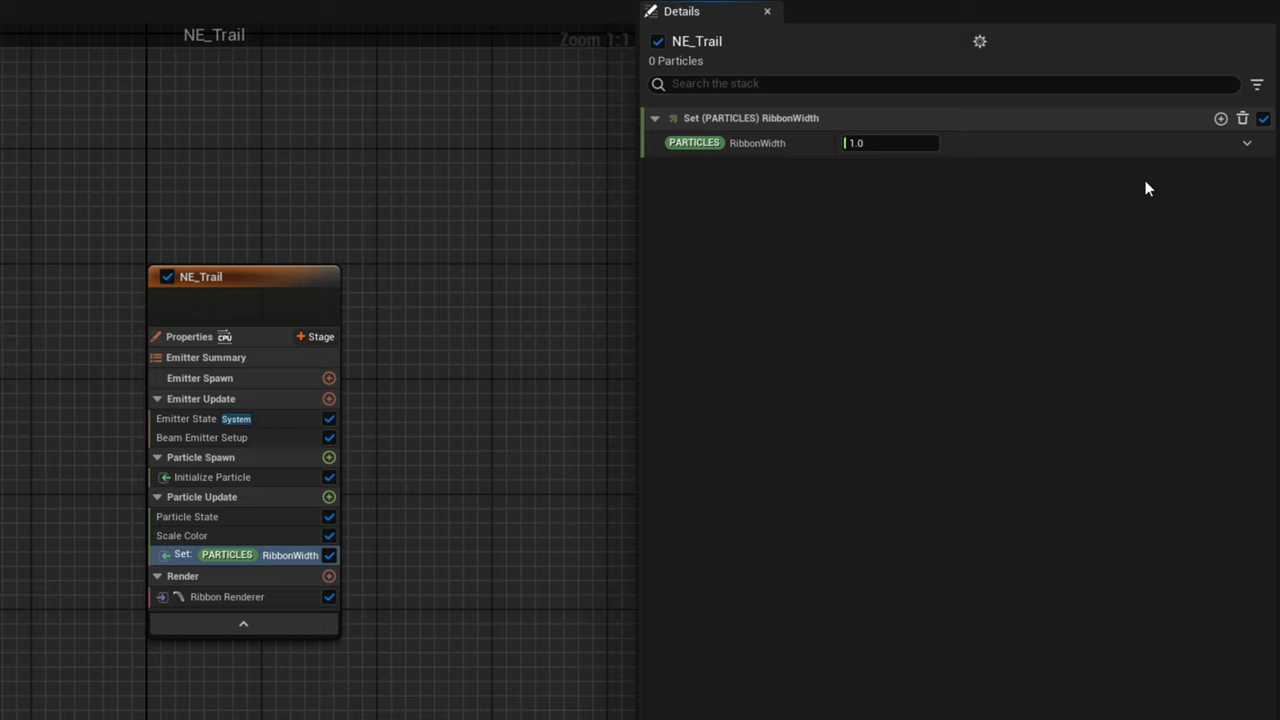 NE_Trail
Zoom 1:1
NE_Trail
Properties CPU Stage
Emitter Summary
Emitter Spawn
Emitter Update
Emitter State System
Beam Emitter Setup
Particle Spawn
Initialize Particle
Particle Update
Particle State
Scale Color
Set: PARTICLES RibbonWidth
Render
Ribbon Renderer
Details
NE_Trail
0 Particles
Search the stack
Set (PARTICLES) RibbonWidth
PARTICLES RibbonWidth 1.0